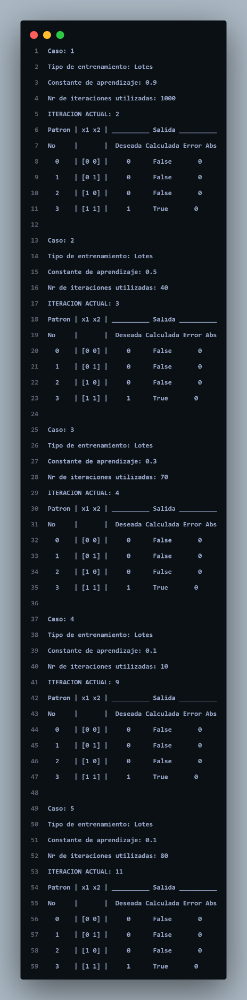 1 Caso: 1
2 Tipo de entrenamiento: Lotes
3 Constante de aprendizaje: 0.9
4 Nr de iteraciones utilizadas: 1000
5 ITERACION ACTUAL: 2
6 Patron | x1 x2 | __________ Salida __________
7 No     |       |  Deseada Calculada Error Abs
8   0    | [0 0] |     0      False       0
9   1    | [0 1] |     0      False       0
10   2    | [1 0] |     0      False       0
11   3    | [1 1] |     1      True       0
12
13 Caso: 2
14 Tipo de entrenamiento: Lotes
15 Constante de aprendizaje: 0.5
16 Nr de iteraciones utilizadas: 40
17 ITERACION ACTUAL: 3
18 Patron | x1 x2 | __________ Salida __________
19 No     |       |  Deseada Calculada Error Abs
20   0    | [0 0] |     0      False       0
21   1    | [0 1] |     0      False       0
22   2    | [1 0] |     0      False       0
23   3    | [1 1] |     1      True       0
24
25 Caso: 3
26 Tipo de entrenamiento: Lotes
27 Constante de aprendizaje: 0.3
28 Nr de iteraciones utilizadas: 70
29 ITERACION ACTUAL: 4
30 Patron | x1 x2 | __________ Salida __________
31 No     |       |  Deseada Calculada Error Abs
32   0    | [0 0] |     0      False       0
33   1    | [0 1] |     0      False       0
34   2    | [1 0] |     0      False       0
35   3    | [1 1] |     1      True       0
36
37 Caso: 4
38 Tipo de entrenamiento: Lotes
39 Constante de aprendizaje: 0.1
40 Nr de iteraciones utilizadas: 10
41 ITERACION ACTUAL: 9
42 Patron | x1 x2 | __________ Salida __________
43 No     |       |  Deseada Calculada Error Abs
44   0    | [0 0] |     0      False       0
45   1    | [0 1] |     0      False       0
46   2    | [1 0] |     0      False       0
47   3    | [1 1] |     1      True       0
48
49 Caso: 5
50 Tipo de entrenamiento: Lotes
51 Constante de aprendizaje: 0.1
52 Nr de iteraciones utilizadas: 80
53 ITERACION ACTUAL: 11
54 Patron | x1 x2 | __________ Salida __________
55 No     |       |  Deseada Calculada Error Abs
56   0    | [0 0] |     0      False       0
57   1    | [0 1] |     0      False       0
58   2    | [1 0] |     0      False       0
59   3    | [1 1] |     1      True       0